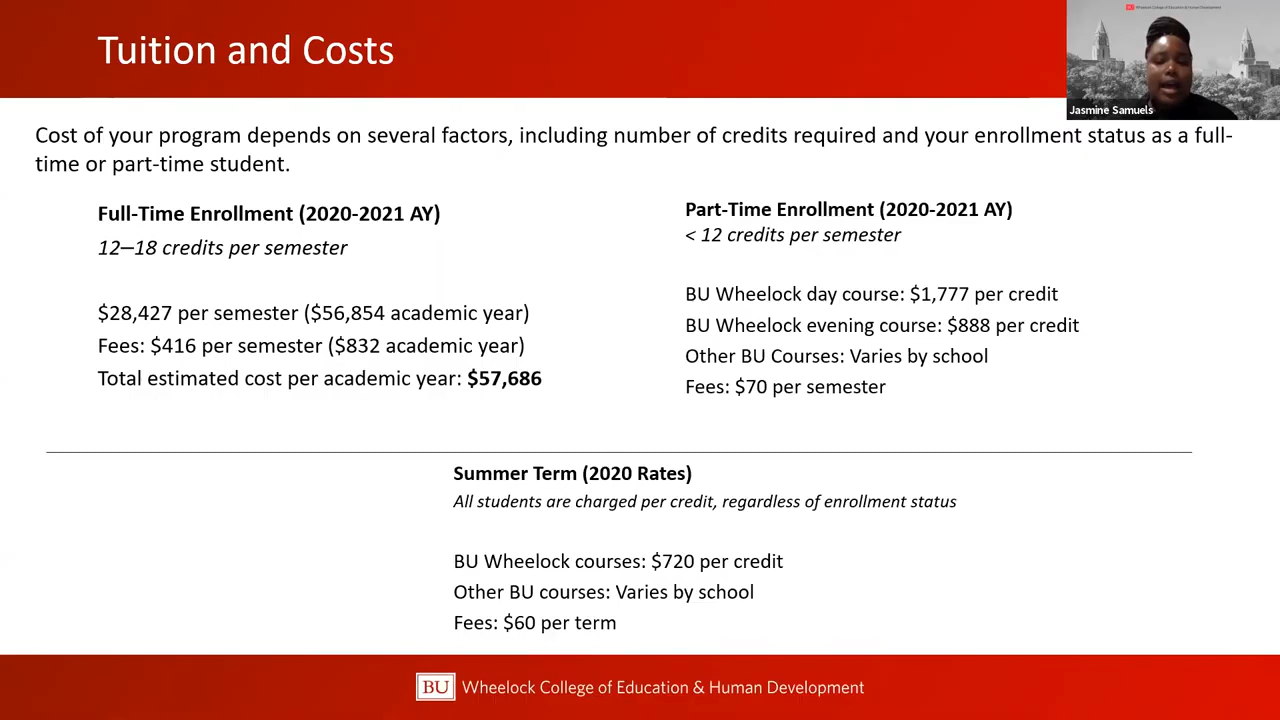 Tuition and Costs
BU Wheelock College of Education & Human Development
Jasmine Samuels
Cost of your program depends on several factors, including number of credits required and your enrollment status as a full-
time or part-time student.
Full-Time Enrollment (2020-2021 AY)
12–18 credits per semester
$28,427 per semester ($56,854 academic year)
Fees: $416 per semester ($832 academic year)
Total estimated cost per academic year: $57,686
Part-Time Enrollment (2020-2021 AY)
< 12 credits per semester
BU Wheelock day course: $1,777 per credit
BU Wheelock evening course: $888 per credit
Other BU Courses: Varies by school
Fees: $70 per semester
Summer Term (2020 Rates)
All students are charged per credit, regardless of enrollment status
BU Wheelock courses: $720 per credit
Other BU courses: Varies by school
Fees: $60 per term
BU Wheelock College of Education & Human Development